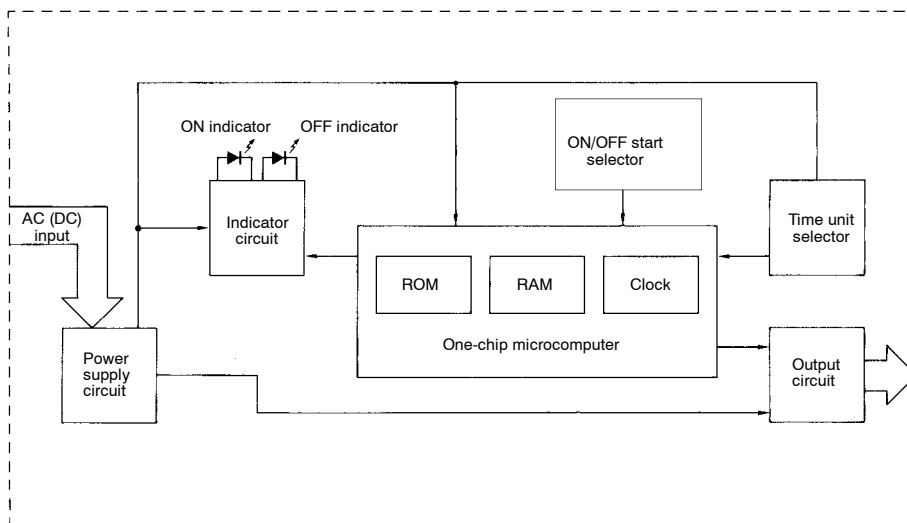 ON indicator
OFF indicator
ON/OFF start
selector
AC (DC)
input
Indicator
circuit
Time unit
selector
ROM
RAM
Clock
One-chip microcomputer
Power
supply
circuit
Output
circuit